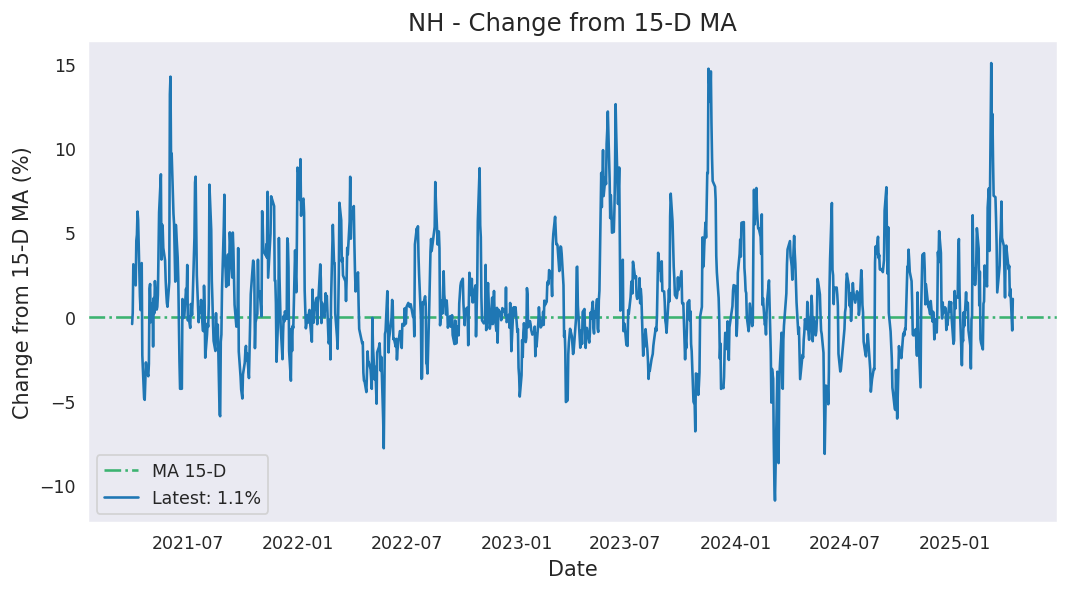 NH - Change from 15-D MA
Change from 15-D MA (%)
15
10
5
0
−5
−10
MA 15-D
Latest: 1.1%
2021-07
2022-01
2022-07
2023-01
2023-07
2024-01
2024-07
2025-01
Date